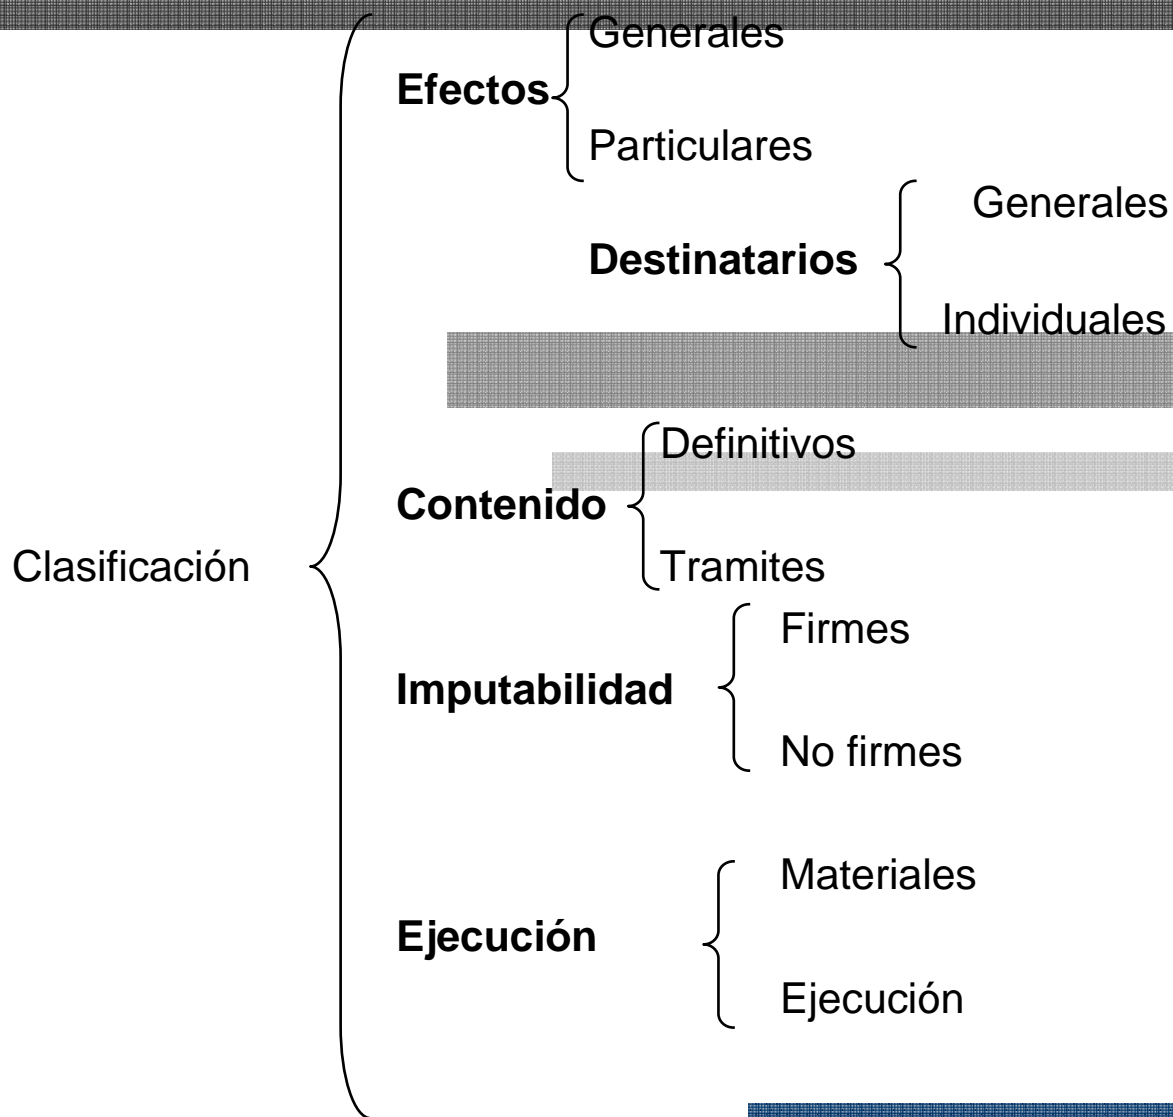 Generales
Efectos
Particulares
Generales
Destinatarios
Individuales
Definitivos
Contenido
Clasificación
Tramites
Firmes
Imputabilidad
No firmes
Materiales
Ejecución
Ejecución